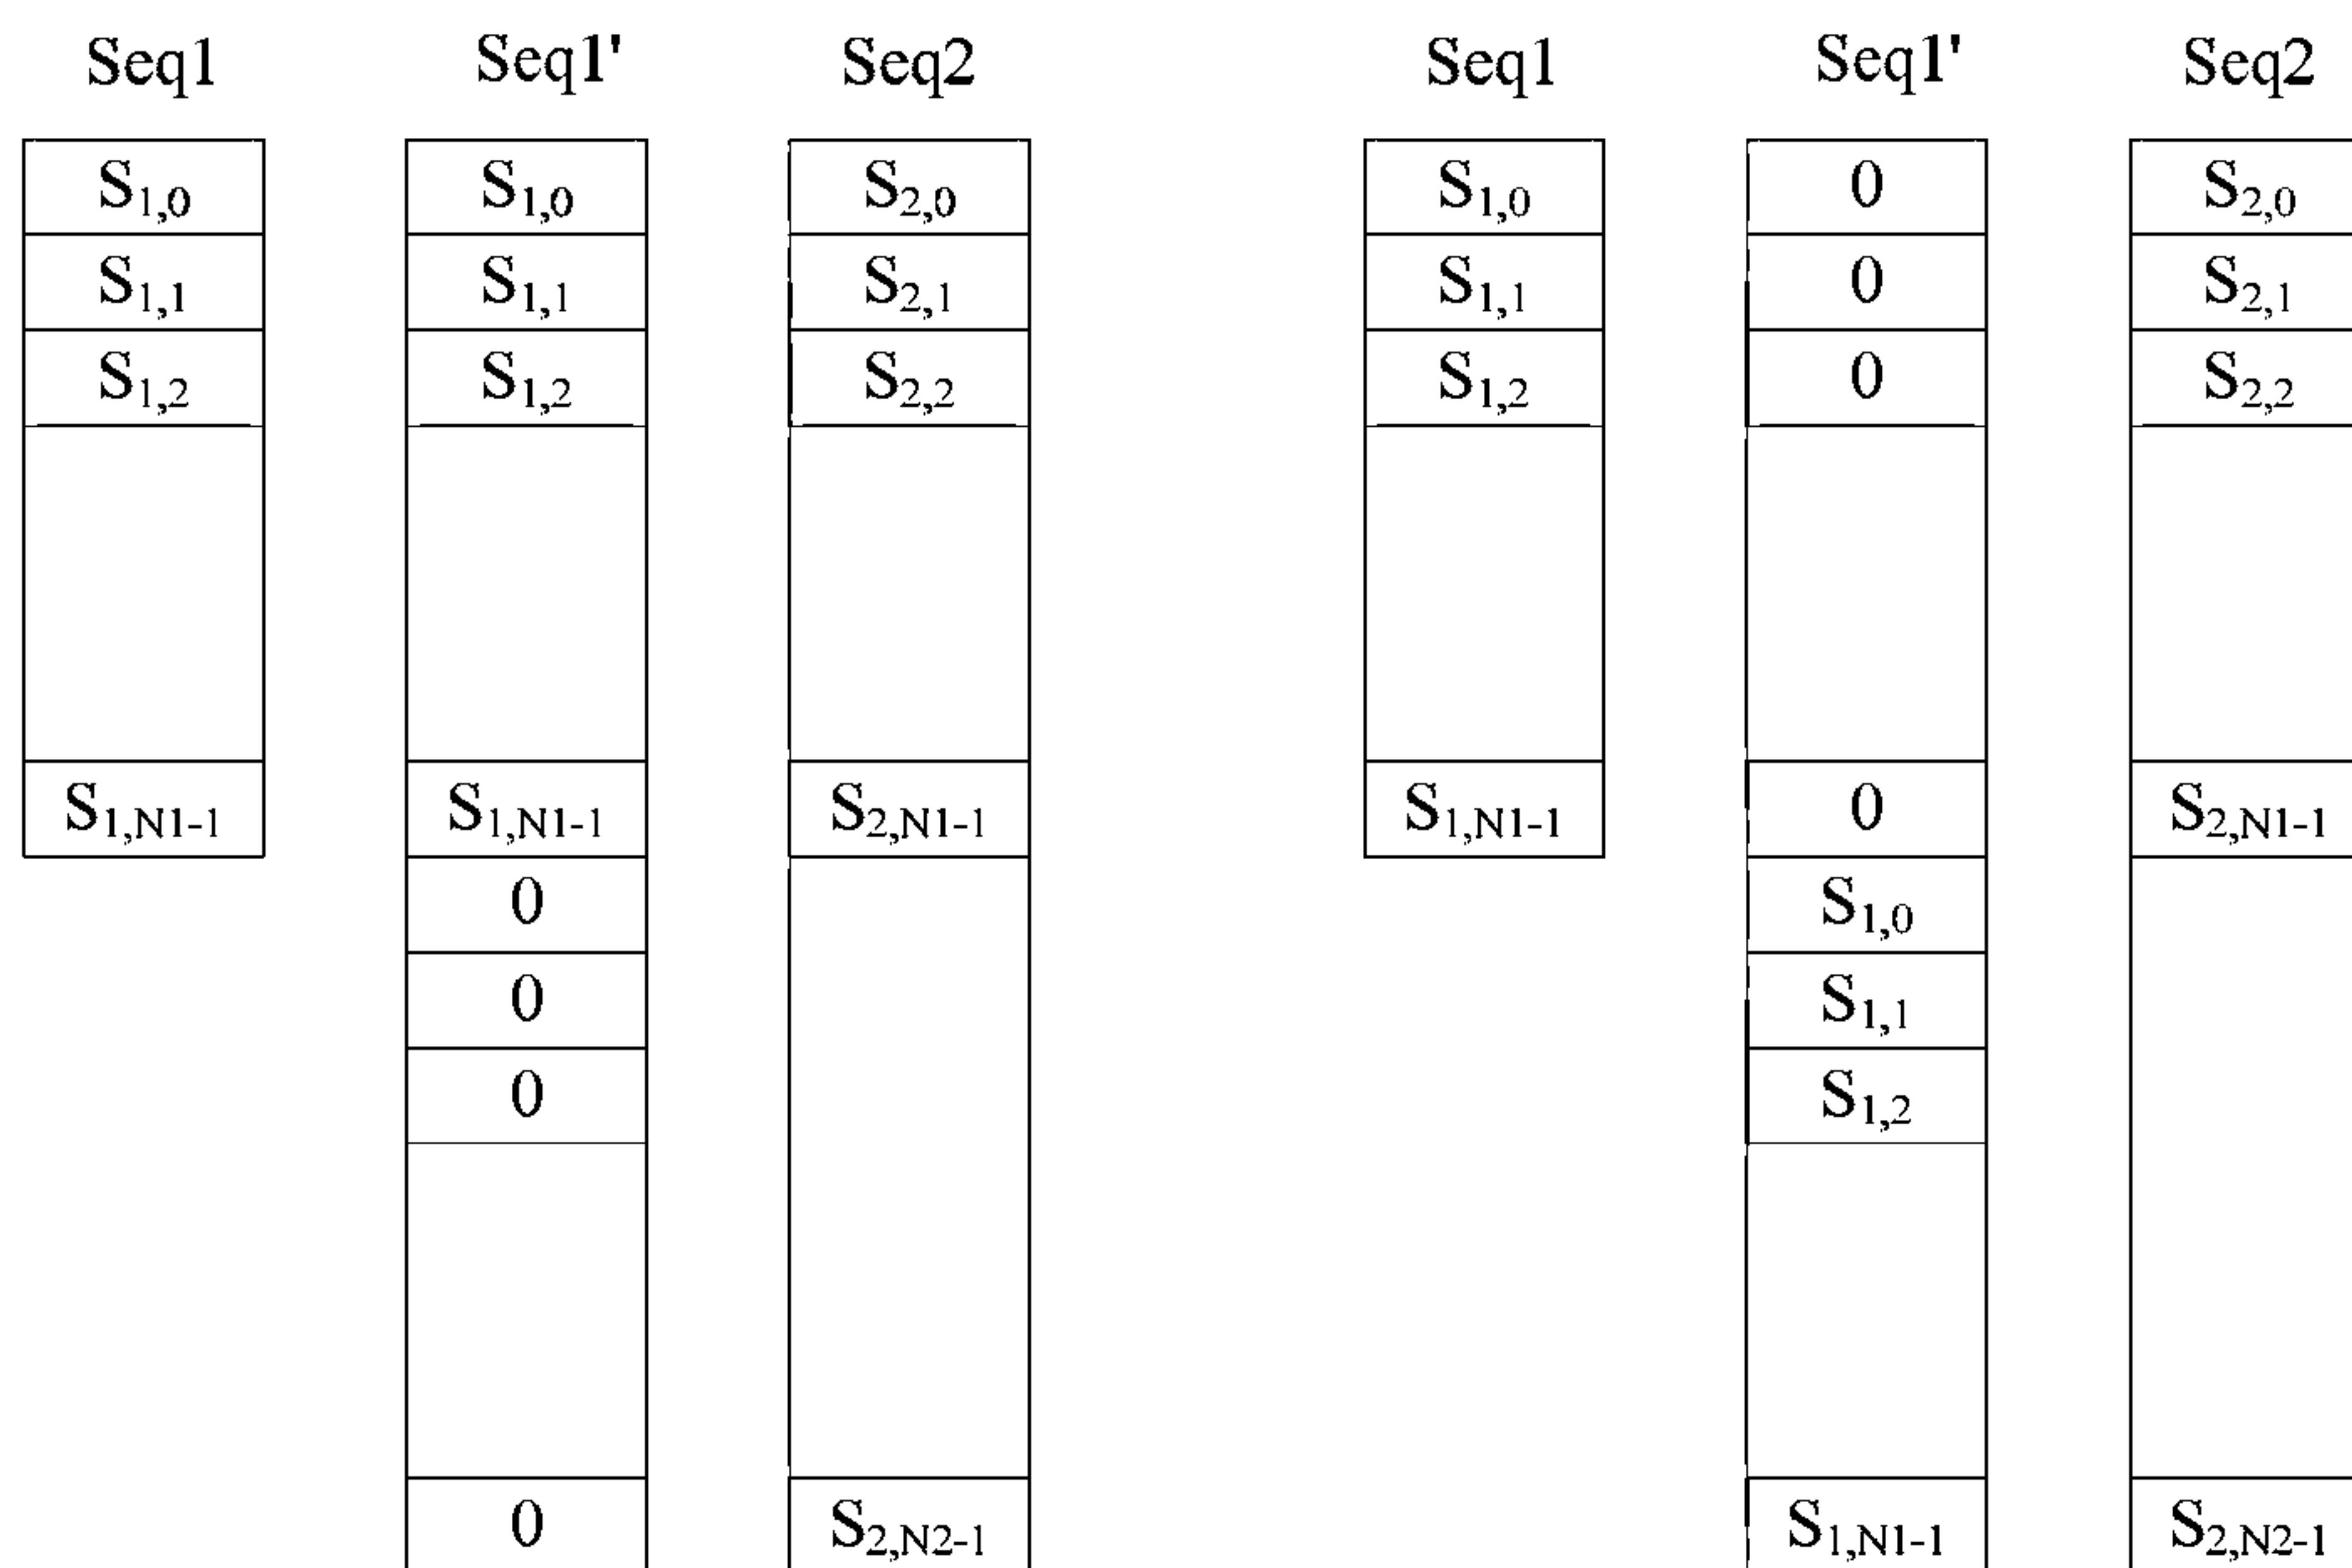 Seq1 Seq1' Seq2 Seq1 Seq1' Seq2
S1,0 S1,0 S2,0 S1,0 0 S2,0
S1,1 S1,1 S2,1 S1,1 0 S2,1
S1,2 S1,2 S2,2 S1,2 0 S2,2
S1,N1-1 S1,N1-1 S2,N1-1 S1,N1-1 0 S2,N1-1
0 S1,0
0 S1,1
0 S1,2
0 S2,N2-1 S1,N1-1 S2,N2-1